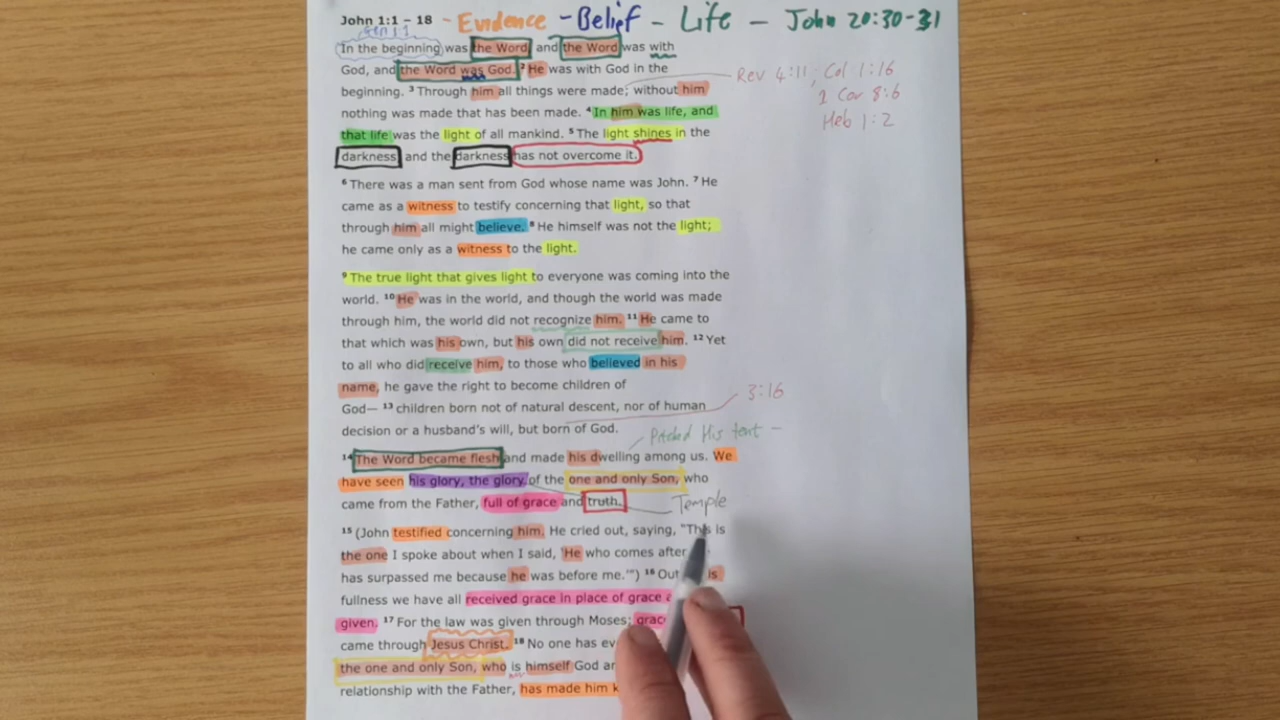 John 1:1 – 18 - Evidence - Belief - Life - John 20:30-31
Gen 1:1
In the beginning was the Word, and the Word was with
God, and the Word was God. ² He was with God in the
beginning. ³ Through him all things were made; without him
Rev 4:11, Col 1:16
nothing was made that has been made. ⁴ In him was life, and
1 Cor 8:6
that life was the light of all mankind. ⁵ The light shines in the
Heb 1:2
darkness, and the darkness has not overcome it.
⁶ There was a man sent from God whose name was John. ⁷ He
came as a witness to testify concerning that light, so that
through him all might believe. ⁸ He himself was not the light;
he came only as a witness to the light.
⁹ The true light that gives light to everyone was coming into the
world. ¹⁰ He was in the world, and though the world was made
through him, the world did not recognize him. ¹¹ He came to
that which was his own, but his own did not receive him. ¹² Yet
to all who did receive him, to those who believed in his
name, he gave the right to become children of
God— ¹³ children born not of natural descent, nor of human
3:16
decision or a husband's will, but born of God.
Pitched His tent -
¹⁴ The Word became flesh and made his dwelling among us. We
have seen his glory, the glory of the one and only Son, who
came from the Father, full of grace and truth.
Temple
¹⁵ (John testified concerning him. He cried out, saying, "This is
the one I spoke about when I said, 'He who comes after
has surpassed me because he was before me.'") ¹⁶ Out is
fullness we have all received grace in place of grace a
given. ¹⁷ For the law was given through Moses; grac
came through Jesus Christ. ¹⁸ No one has ev
the one and only Son, who is himself God an
relationship with the Father, has made him k